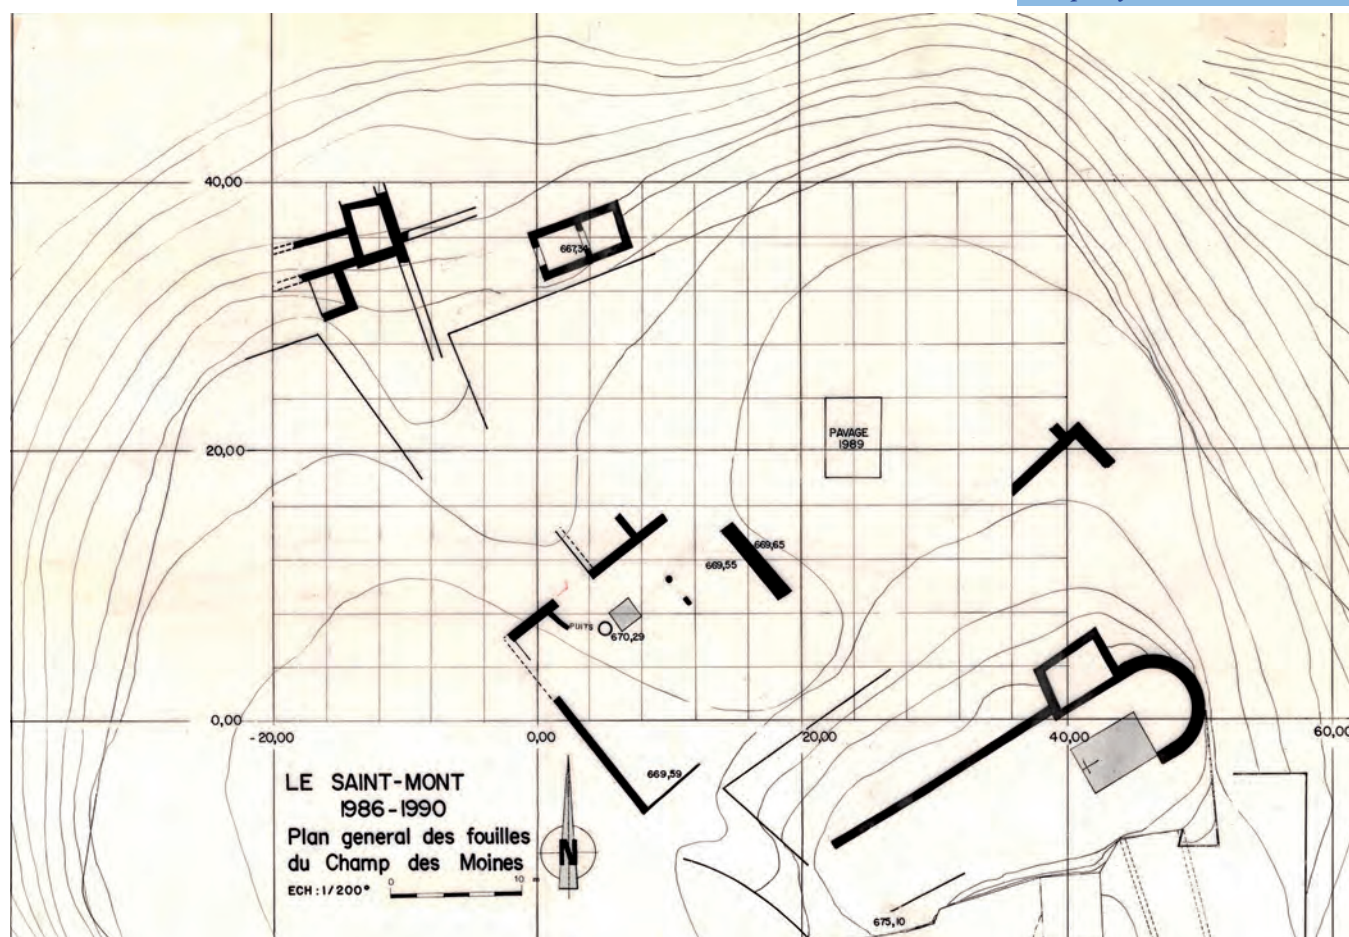 40,00
667,34
20,00
PAVAGE
1989
669,65
669,55
PUITS
670,29
0,00
-20,00
0,00
20,00
40,00
60,00
669,59
LE SAINT-MONT
1986-1990
Plan general des fouilles
du Champ des Moines
ECH:1/200°
0
10 m
N
675,10